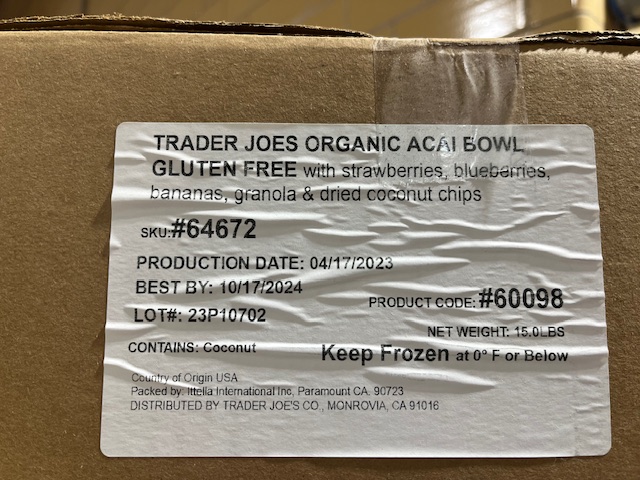 TRADER JOES ORGANIC ACAI BOWL
GLUTEN FREE with strawberries, blueberries,
bananas, granola & dried coconut chips
SKU:#64672
PRODUCTION DATE: 04/17/2023
BEST BY: 10/17/2024
PRODUCT CODE: #60098
LOT#: 23P10702
NET WEIGHT: 15.0LBS
CONTAINS: Coconut
Keep Frozen at 0° F or Below
Country of Origin USA
Packed by: Ittella International Inc, Paramount CA. 90723
DISTRIBUTED BY TRADER JOE'S CO., MONROVIA, CA 91016